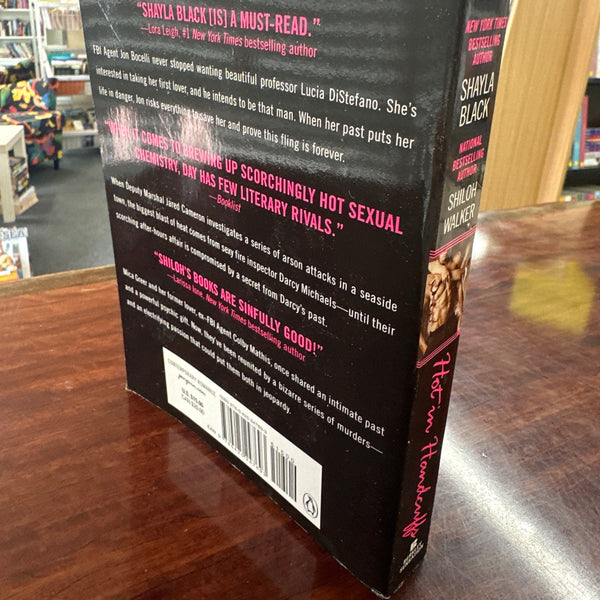 "SHAYLA BLACK [IS] A MUST-READ."
—Lora Leigh, #1 New York Times bestselling author
FBI Agent Jon Bocelli never stopped wanting beautiful professor Lucia DiStefano. She's
interested in taking her first lover, and he intends to be that man. When her past puts her
life in danger, Jon risks everything to save her and prove this fling is forever.
"WHEN IT COMES TO BREWING UP SCORCHINGLY HOT SEXUAL
CHEMISTRY, DAY HAS FEW LITERARY RIVALS."
—Booklist
When Deputy Marshal Jared Cameron investigates a series of arson attacks in a seaside
town, the biggest blast of heat comes from sexy fire inspector Darcy Michaels—until their
scorching after-hours affair is compromised by a secret from Darcy's past.
"SHILOH'S BOOKS ARE SINFULLY GOOD!"
—Larissa Ione, New York Times bestselling author
Mica Greer and her former lover, ex-FBI Agent Colby Mathis, once shared an intimate past
and a powerful psychic gift. Now, they've been reunited by a bizarre series of murders—
and an electrifying passion that could put them both in jeopardy.
CONTEMPORARY ROMANCE
U.S. $15.00
NEW YORK TIMES
BESTSELLING
AUTHOR
SHAYLA
BLACK
NATIONAL
BESTSELLING
AUTHOR
SHILOH
WALKER
Hot in Handcuffs